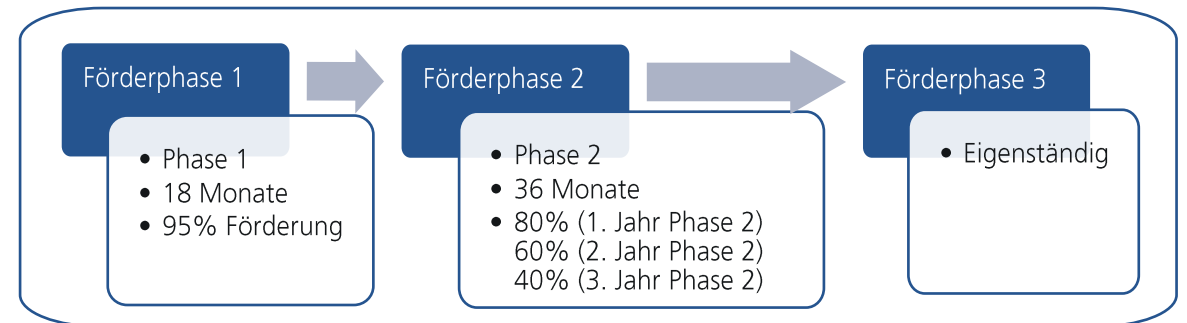 Förderphase 1
• Phase 1
• 18 Monate
• 95% Förderung
Förderphase 2
• Phase 2
• 36 Monate
• 80% (1. Jahr Phase 2)
60% (2. Jahr Phase 2)
40% (3. Jahr Phase 2)
Förderphase 3
• Eigenständig